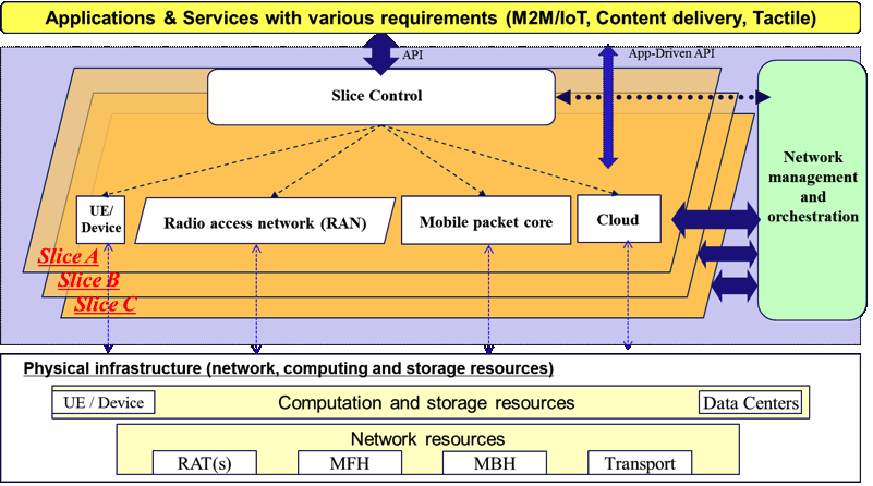 Applications & Services with various requirements (M2M/IoT, Content delivery, Tactile)
API
App-Driven API
Slice Control
Network
management
and
orchestration
UE/
Device
Radio access network (RAN)
Mobile packet core
Cloud
Slice A
Slice B
Slice C
Physical infrastructure (network, computing and storage resources)
UE / Device
Computation and storage resources
Data Centers
Network resources
RAT(s)
MFH
MBH
Transport